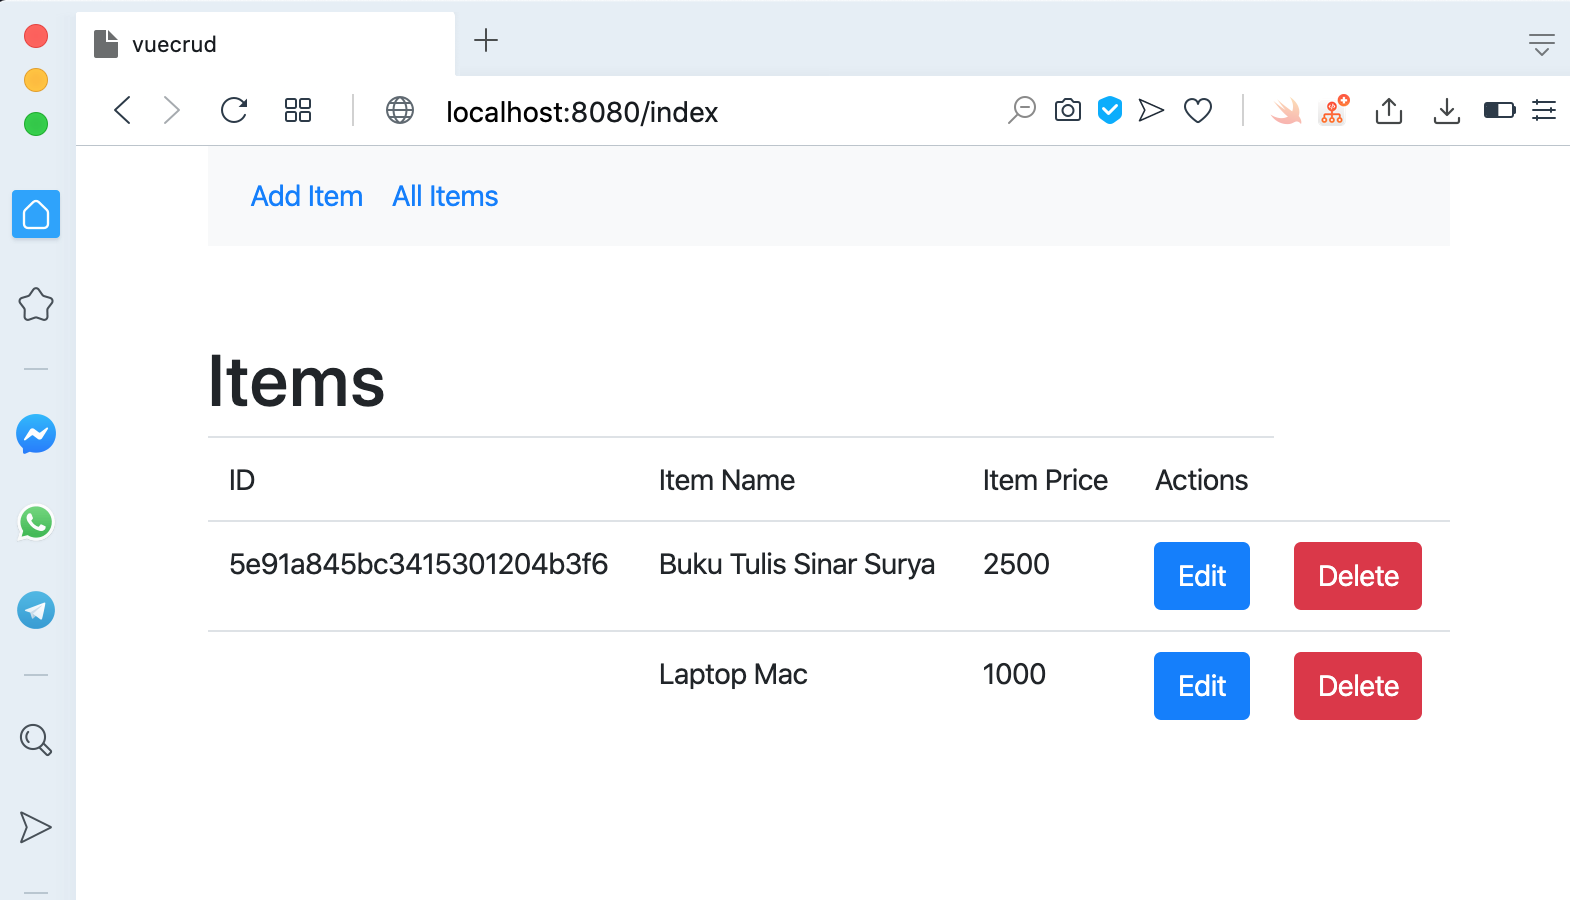 vuecrud
localhost:8080/index
Add Item All Items
Items
ID Item Name Item Price Actions
5e91a845bc3415301204b3f6 Buku Tulis Sinar Surya 2500 Edit Delete
Laptop Mac 1000 Edit Delete